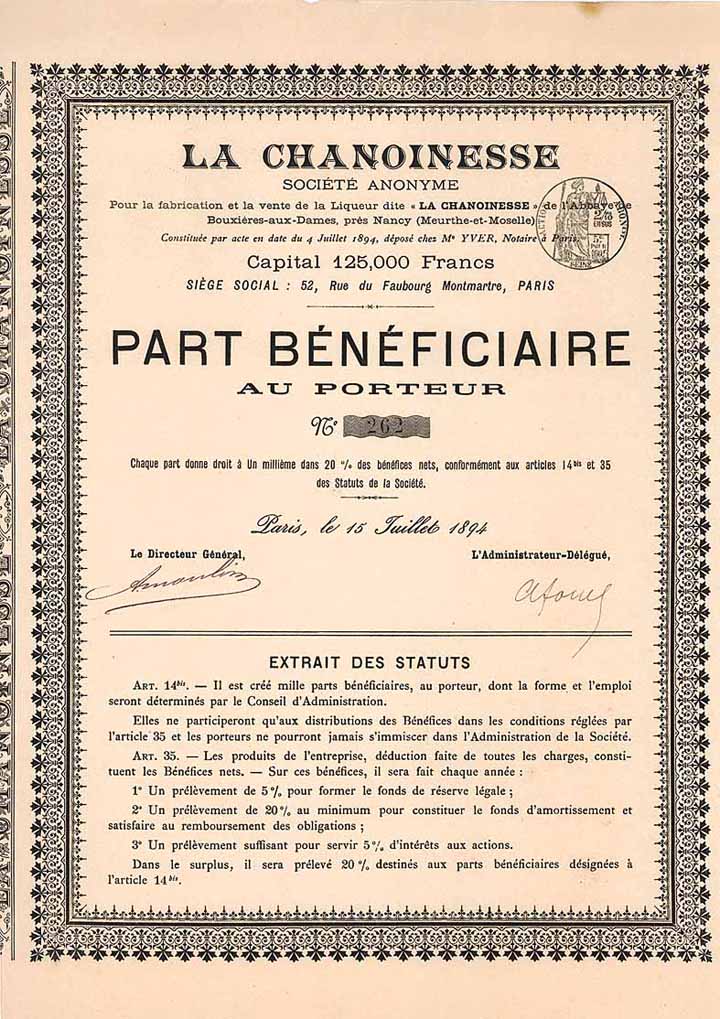 LA CHANOINESSE
SOCIÉTÉ ANONYME
Pour la fabrication et la vente de la Liqueur dite « LA CHANOINESSE » de l'Abbaye de
Bouxières-aux-Dames, près Nancy (Meurthe-et-Moselle)
Constituée par acte en date du 4 Juillet 1894, déposé chez Me YVER, Notaire à Paris.
Capital 125,000 Francs
SIÈGE SOCIAL : 52, Rue du Faubourg Montmartre, PARIS
PART BÉNÉFICIAIRE
AU PORTEUR
No 262
Chaque part donne droit à Un millième dans 20 % des bénéfices nets, conformément aux articles 14 bis et 35
des Statuts de la Société.
Paris, le 15 Juillet 1894
Le Directeur Général,
L'Administrateur-Délégué,
EXTRAIT DES STATUTS
ART. 14 bis. — Il est créé mille parts bénéficiaires, au porteur, dont la forme et l'emploi
seront déterminés par le Conseil d'Administration.
Elles ne participeront qu'aux distributions des Bénéfices dans les conditions réglées par
l'article 35 et les porteurs ne pourront jamais s'immiscer dans l'Administration de la Société.
ART. 35. — Les produits de l'entreprise, déduction faite de toutes les charges, consti-
tuent les Bénéfices nets. — Sur ces bénéfices, il sera fait chaque année :
1° Un prélèvement de 5 % pour former le fonds de réserve légale ;
2° Un prélèvement de 20 % au minimum pour constituer le fonds d'amortissement et
satisfaire au remboursement des obligations ;
3° Un prélèvement suffisant pour servir 5 % d'intérêts aux actions.
Dans le surplus, il sera prélevé 20 % destinés aux parts bénéficiaires désignées à
l'article 14 bis.